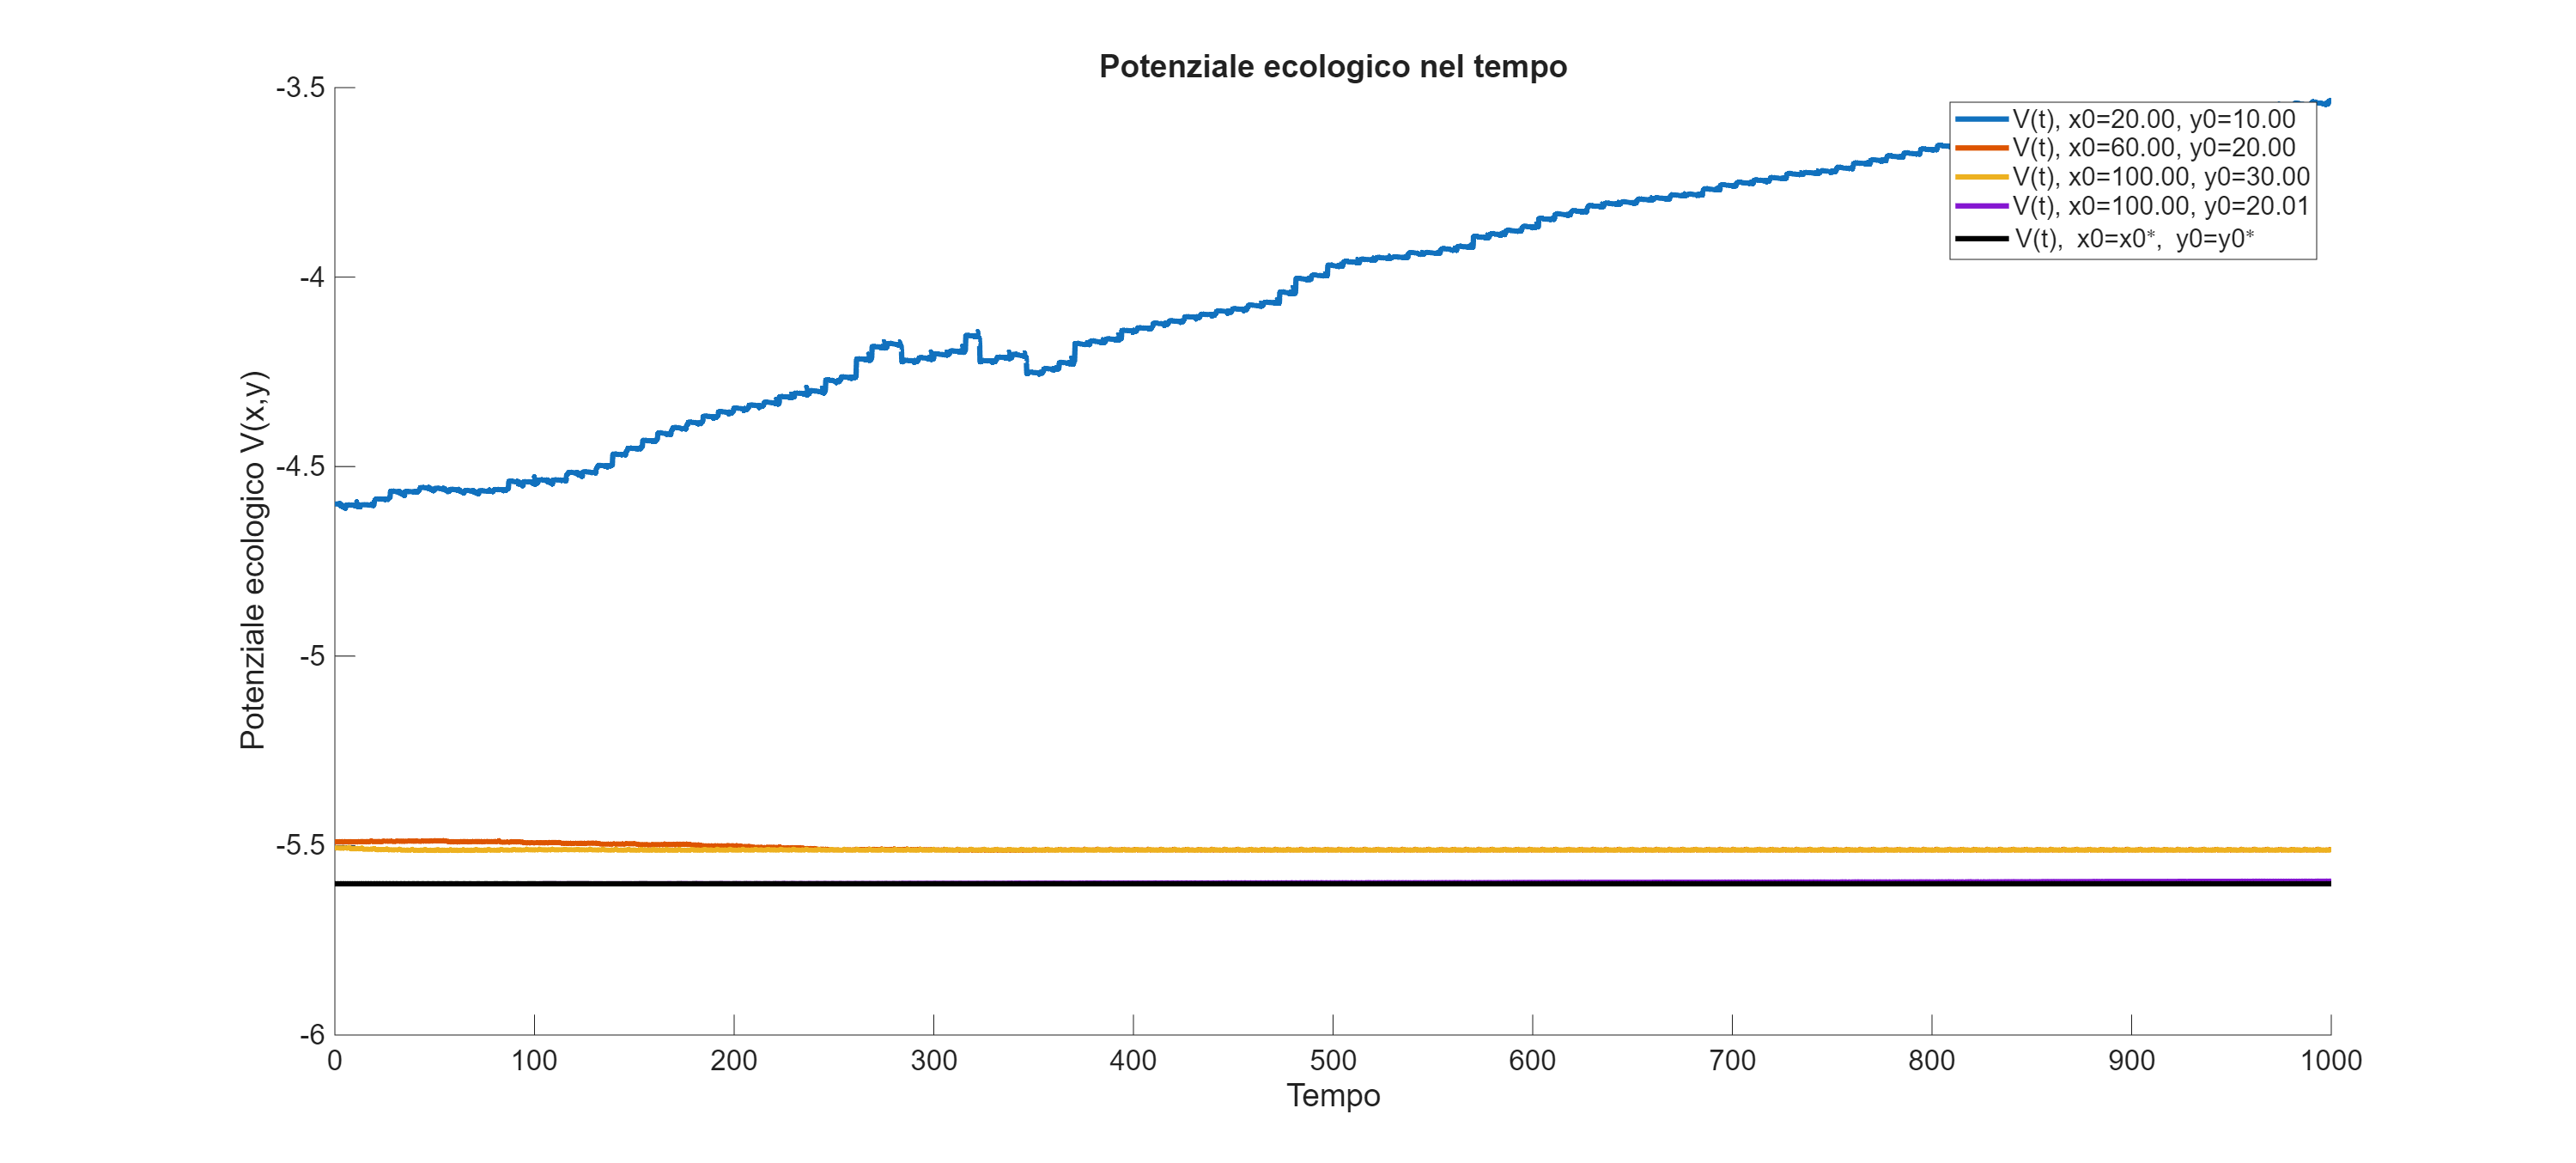 Potenziale ecologico nel tempo
-3.5
-4
-4.5
-5
-5.5
-6
Potenziale ecologico V(x,y)
V(t), x0=20.00, y0=10.00
V(t), x0=60.00, y0=20.00
V(t), x0=100.00, y0=30.00
V(t), x0=100.00, y0=20.01
V(t), x0=x0*, y0=y0*
0 100 200 300 400 500 600 700 800 900 1000
Tempo